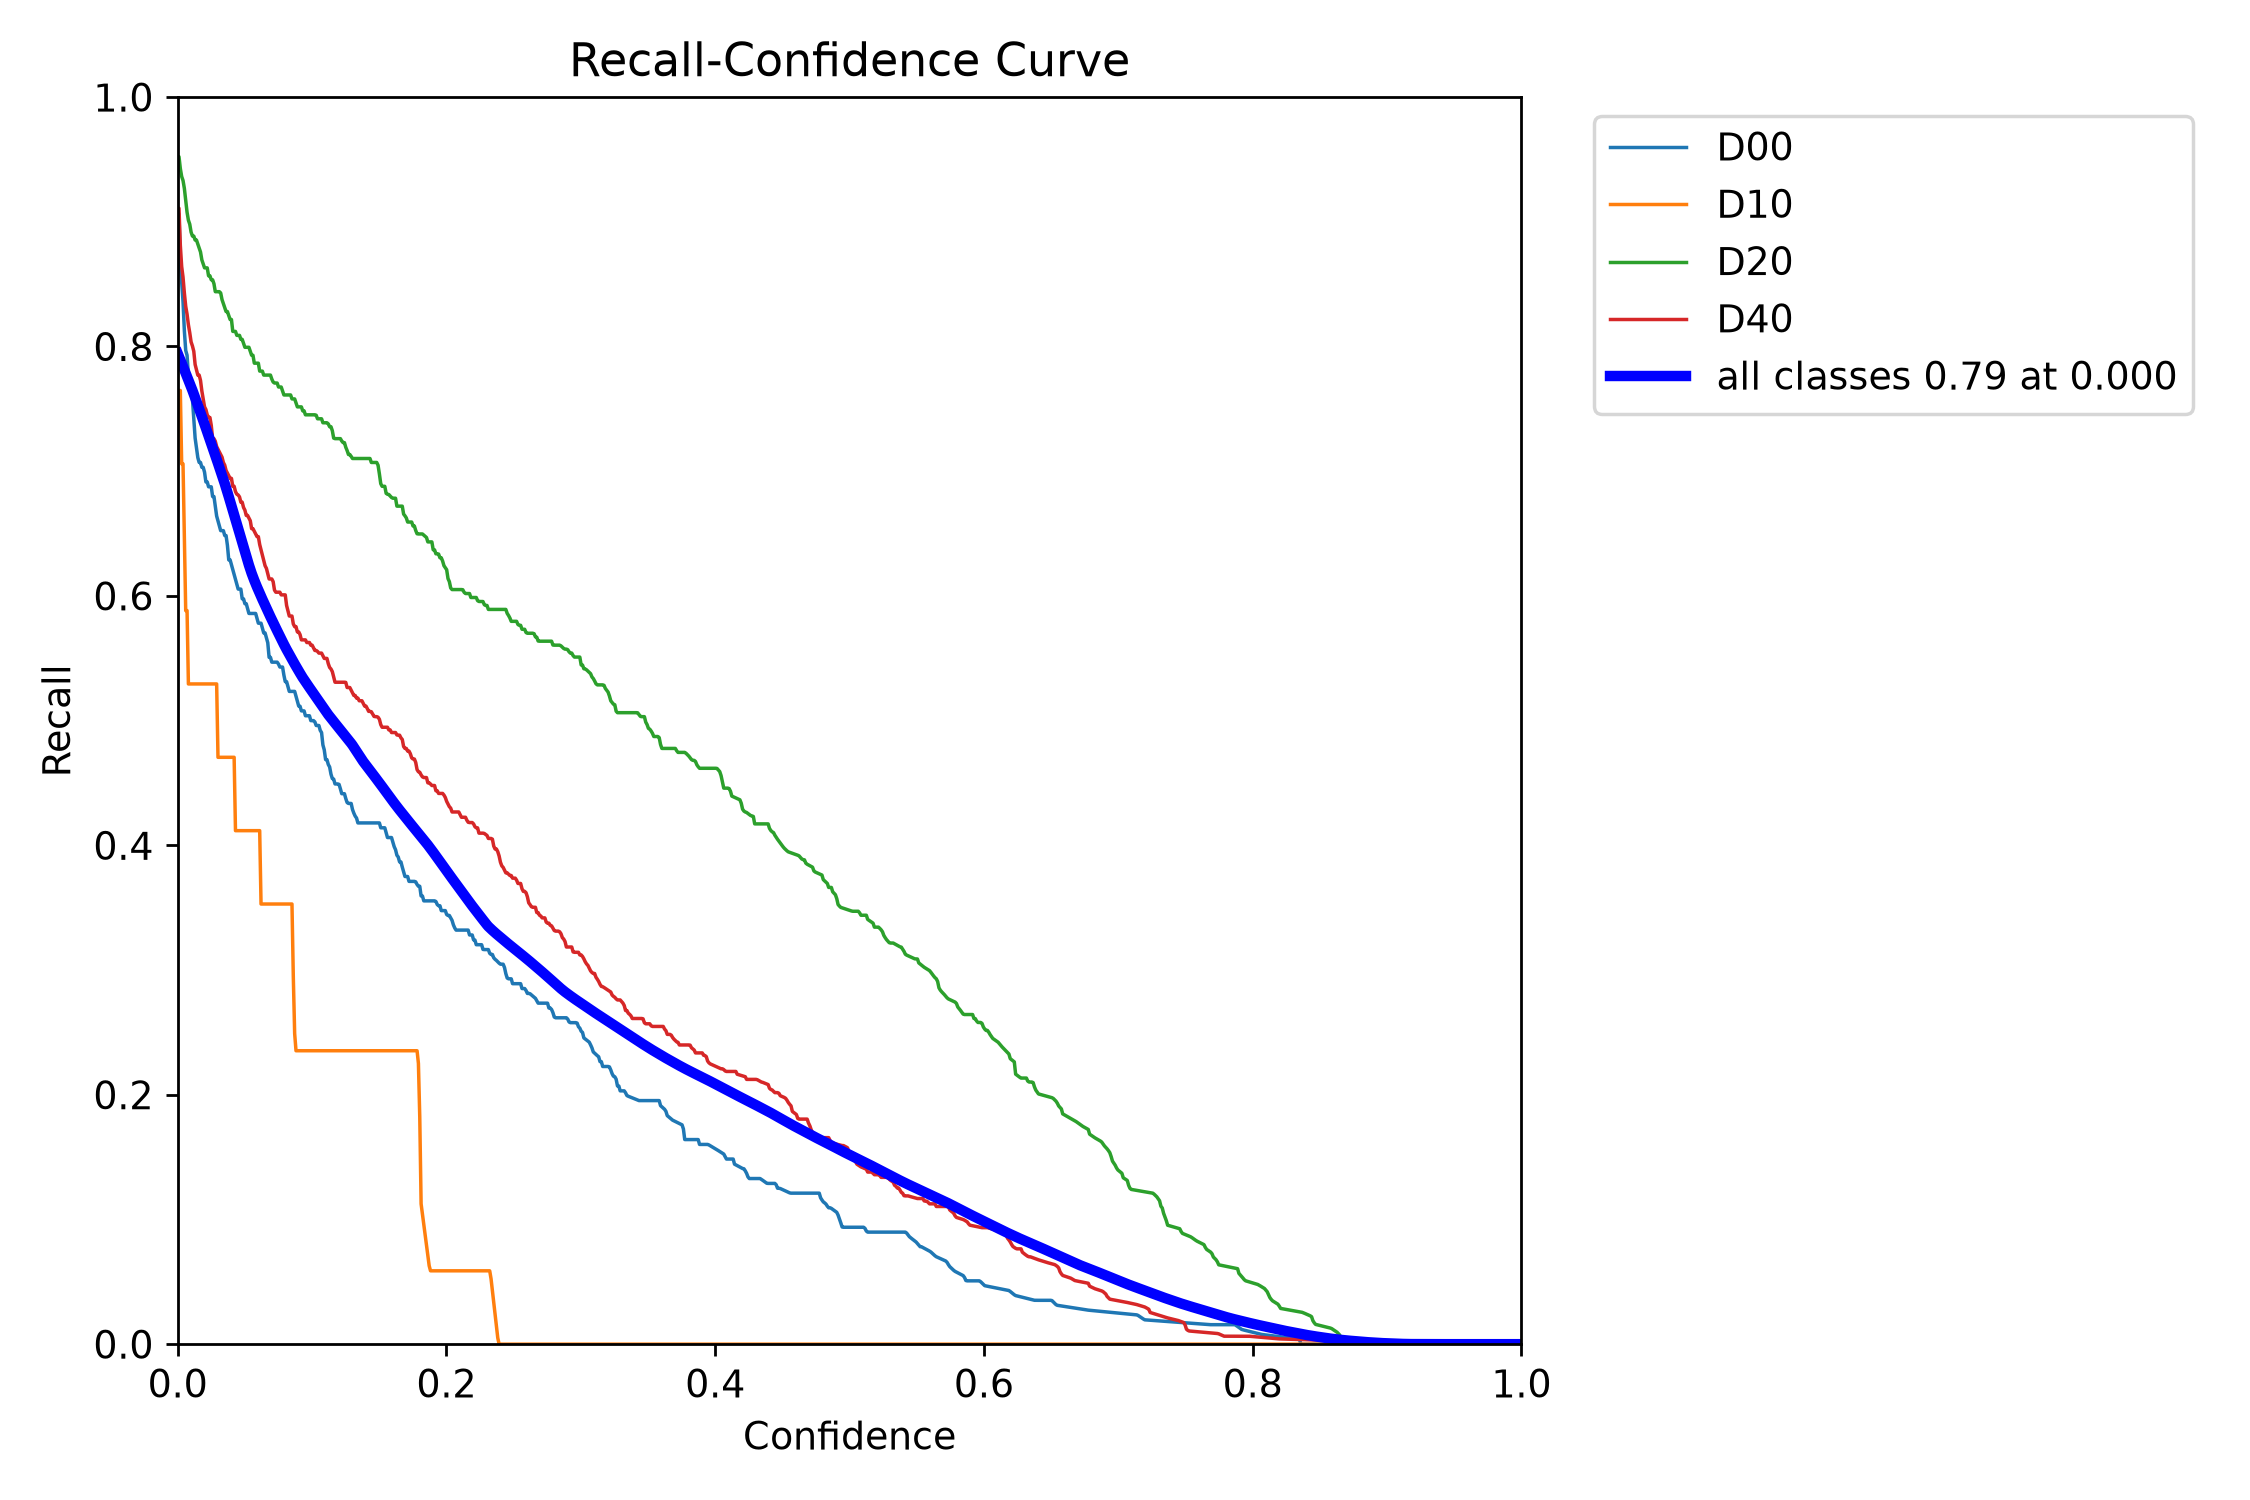 Recall-Confidence Curve
1.0
0.8
0.6
0.4
0.2
0.0
Recall
0.0 0.2 0.4 0.6 0.8 1.0
Confidence
D00
D10
D20
D40
all classes 0.79 at 0.000